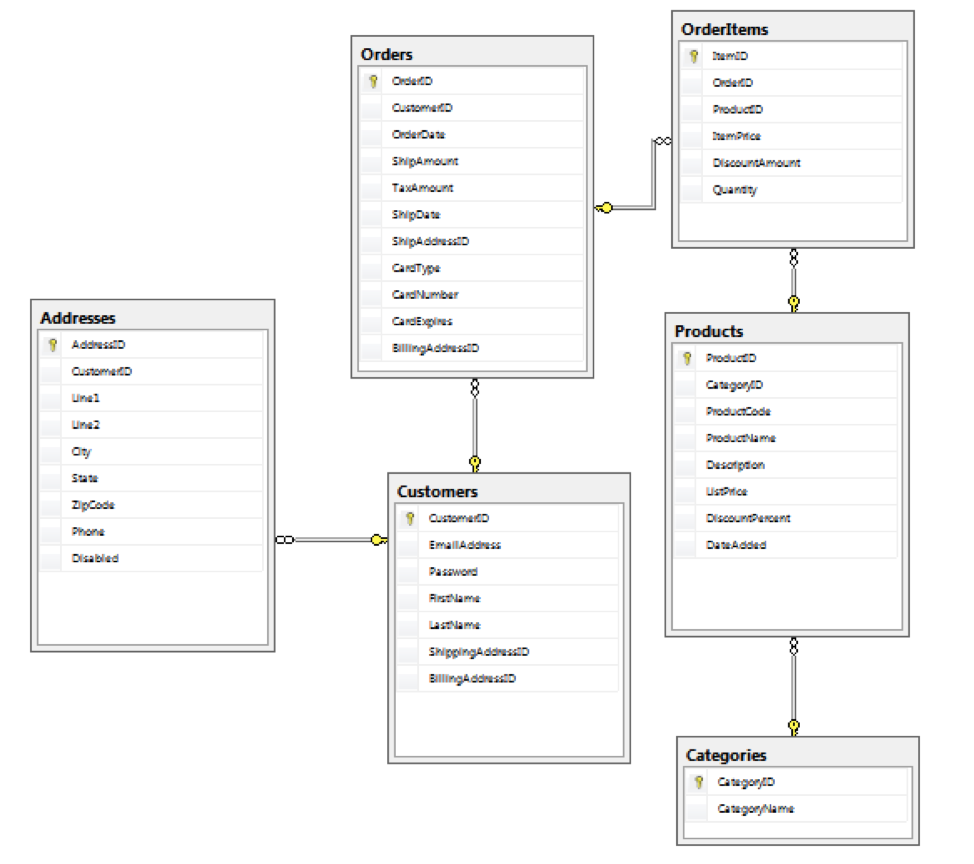 Orders
OrderID
CustomerID
OrderDate
ShipAmount
TaxAmount
ShipDate
ShipAddressID
CardType
CardNumber
CardExpires
BillingAddressID
OrderItems
ItemID
OrderID
ProductID
ItemPrice
DiscountAmount
Quantity
Addresses
AddressID
CustomerID
Line1
Line2
City
State
ZipCode
Phone
Disabled
Customers
CustomerID
EmailAddress
Password
FirstName
LastName
ShippingAddressID
BillingAddressID
Products
ProductID
CategoryID
ProductCode
ProductName
Description
ListPrice
DiscountPercent
DateAdded
Categories
CategoryID
CategoryName